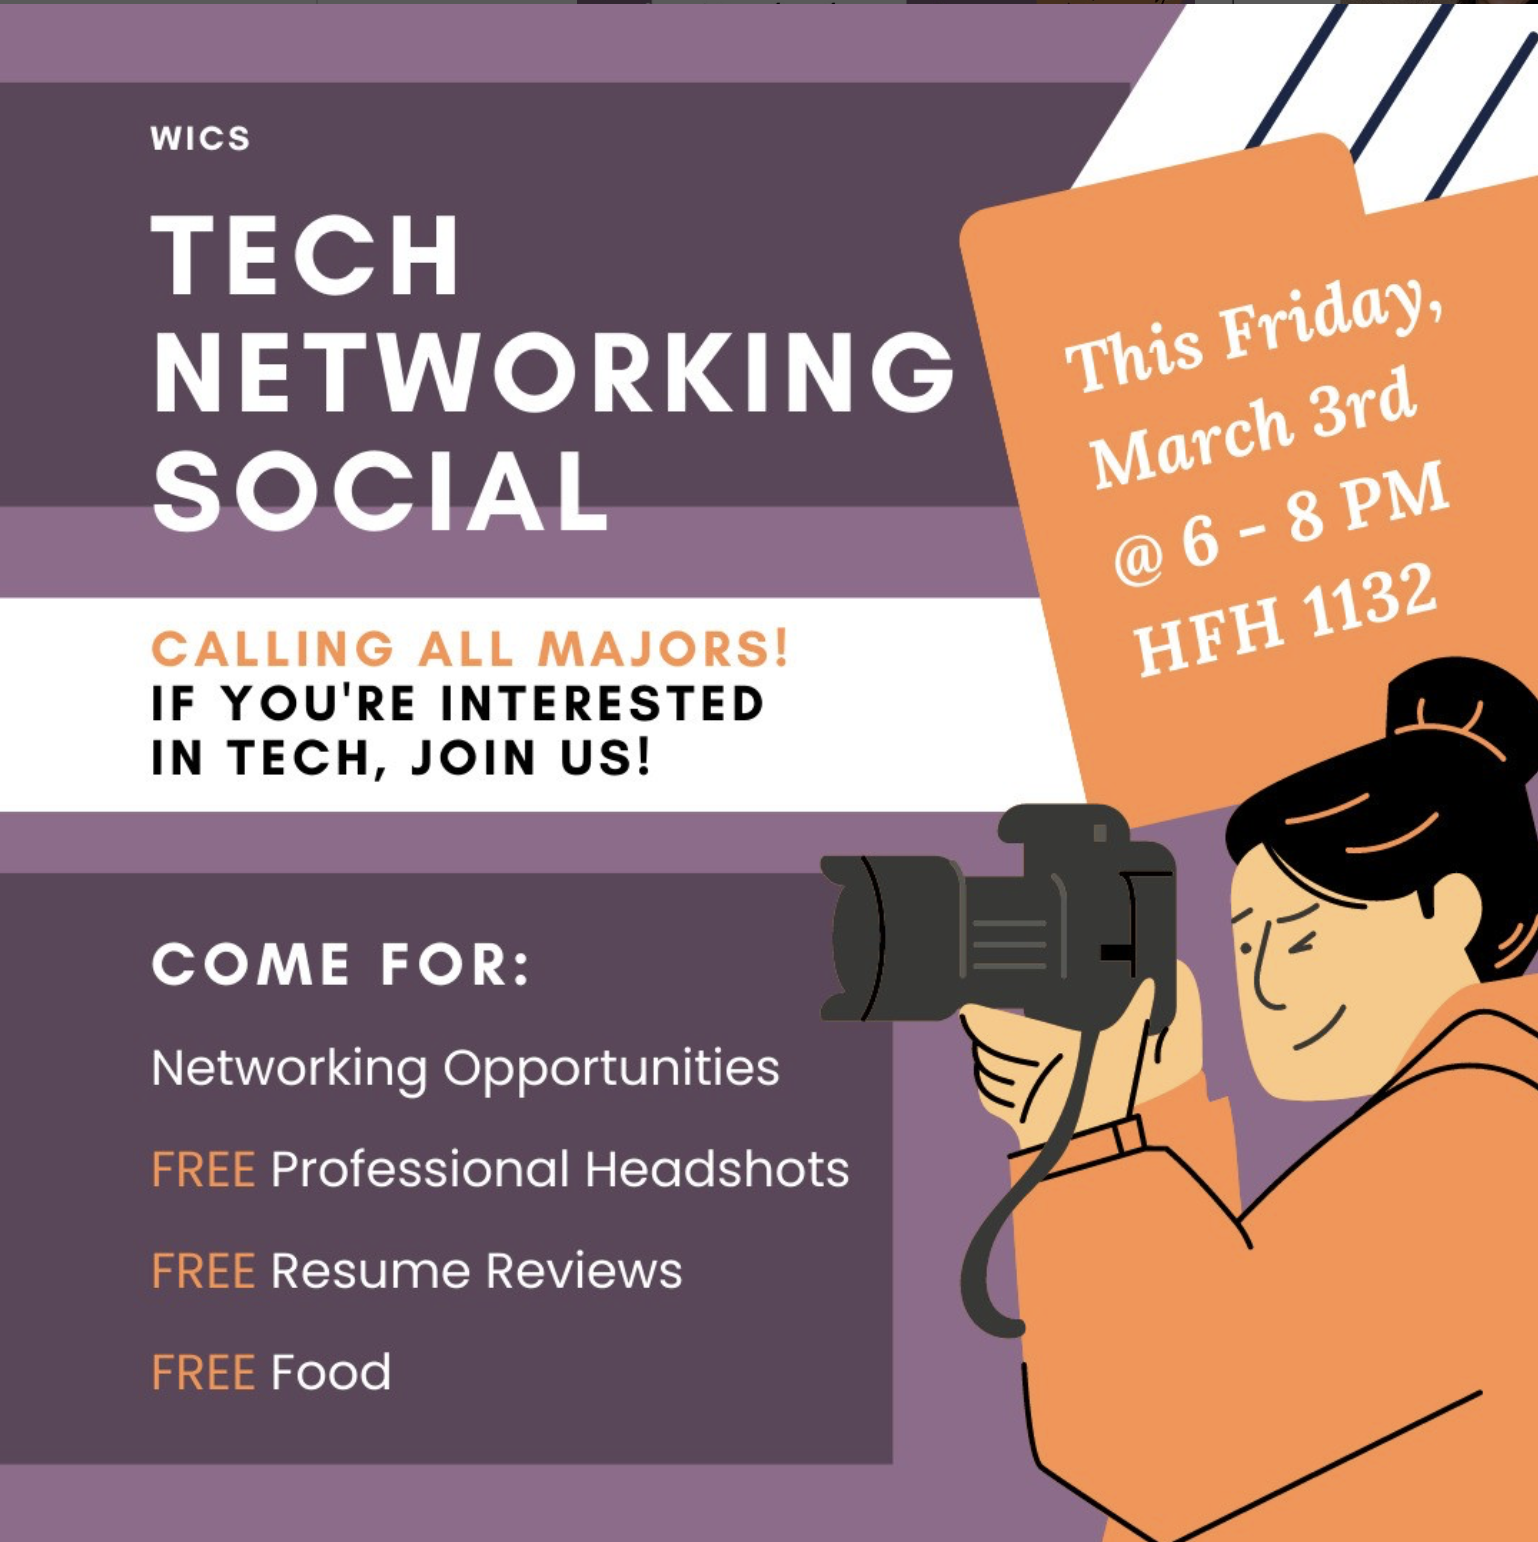 WICS
TECH
NETWORKING
SOCIAL
This Friday,
March 3rd
@ 6 - 8 PM
HFH 1132
CALLING ALL MAJORS!
IF YOU'RE INTERESTED
IN TECH, JOIN US!
COME FOR:
Networking Opportunities
FREE Professional Headshots
FREE Resume Reviews
FREE Food